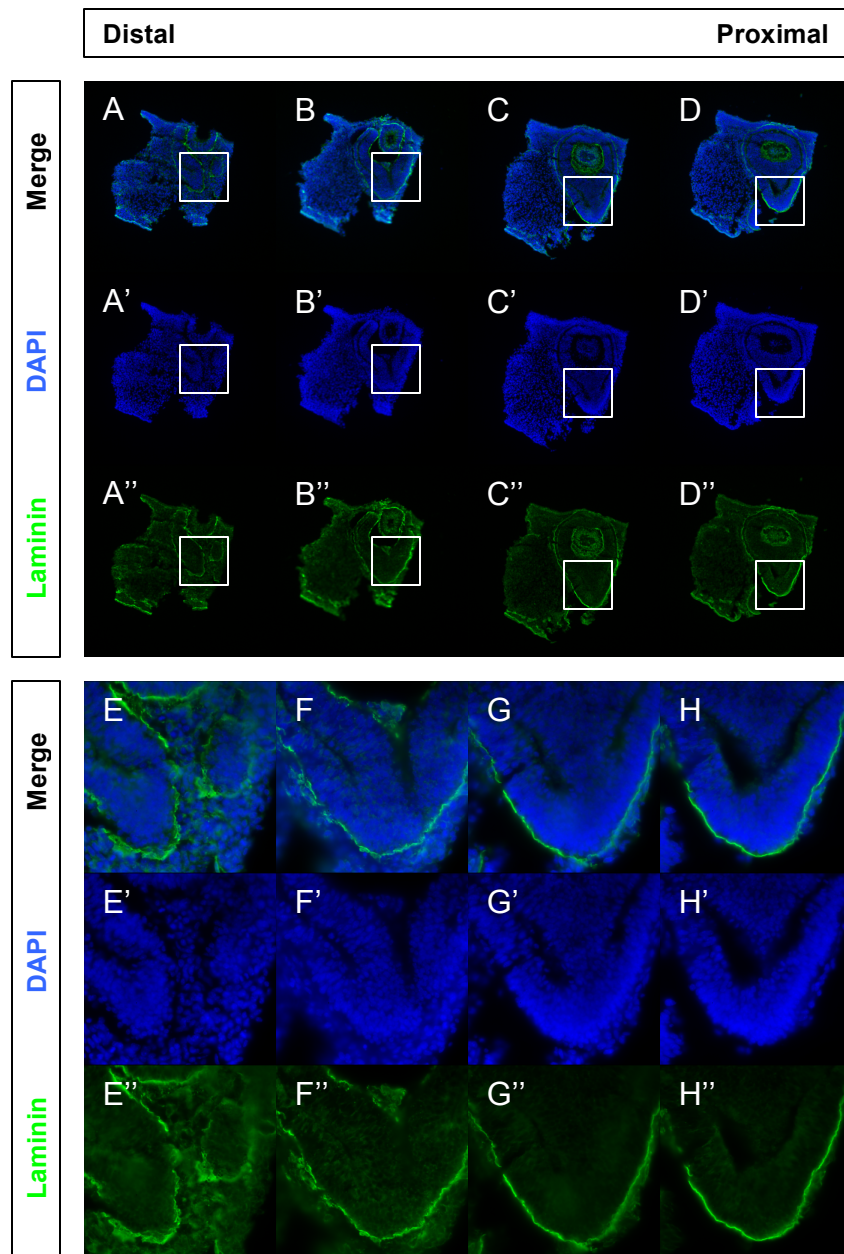 Distal Proximal
Merge
A B C D
DAPI
A’ B’ C’ D’
Laminin
A’’ B’’ C’’ D’’
Merge
E F G H
DAPI
E’ F’ G’ H’
Laminin
E’’ F’’ G’’ H’’